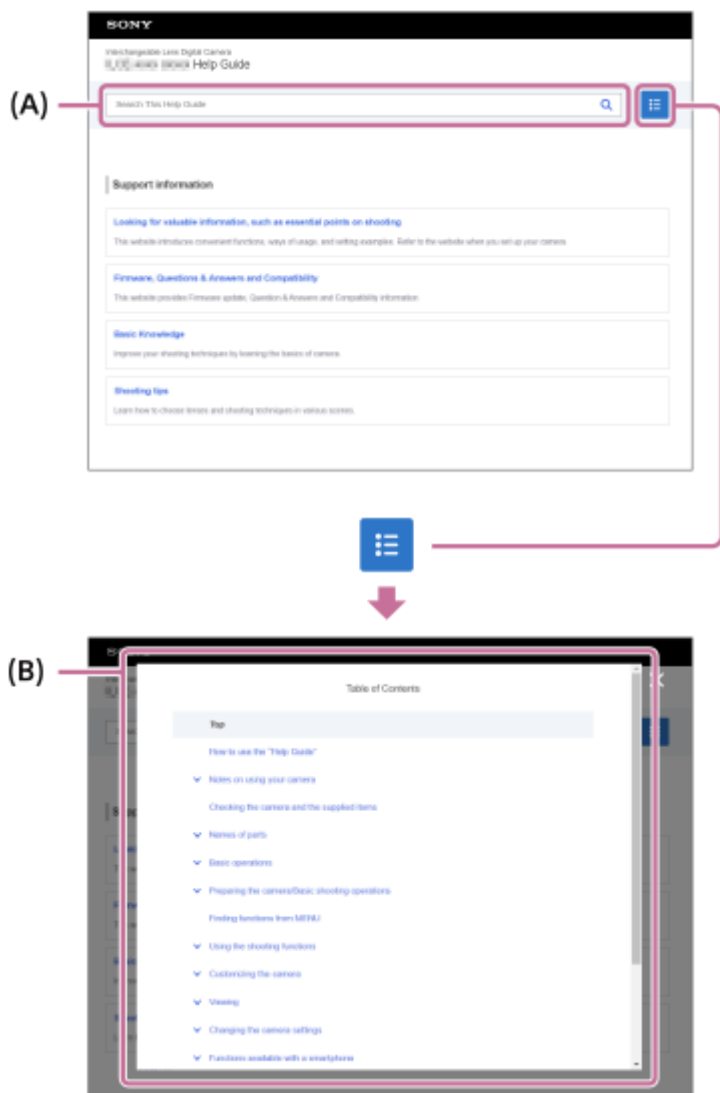 SONY
Interchangeable Lens Digital Camera
Help Guide
(A)
Search This Help Guide
Support information
Looking for valuable information, such as essential points on shooting
This website introduces convenient functions, ways of usage, and setting examples. Refer to the website when you set up your camera.
Firmware, Questions & Answers and Compatibility
This website provides Firmware update, Question & Answers and Compatibility information
Basic Knowledge
Improve your shooting techniques by learning the basics of camera.
Shooting tips
Learn how to choose lenses and shooting techniques in various scenes.
(B)
Table of Contents
Top
How to use the "Help Guide"
Notes on using your camera
Checking the camera and the supplied items
Names of parts
Basic operations
Preparing the camera/Basic shooting operations
Finding functions from MENU
Using the shooting functions
Customizing the camera
Viewing
Changing the camera settings
Functions available with a smartphone